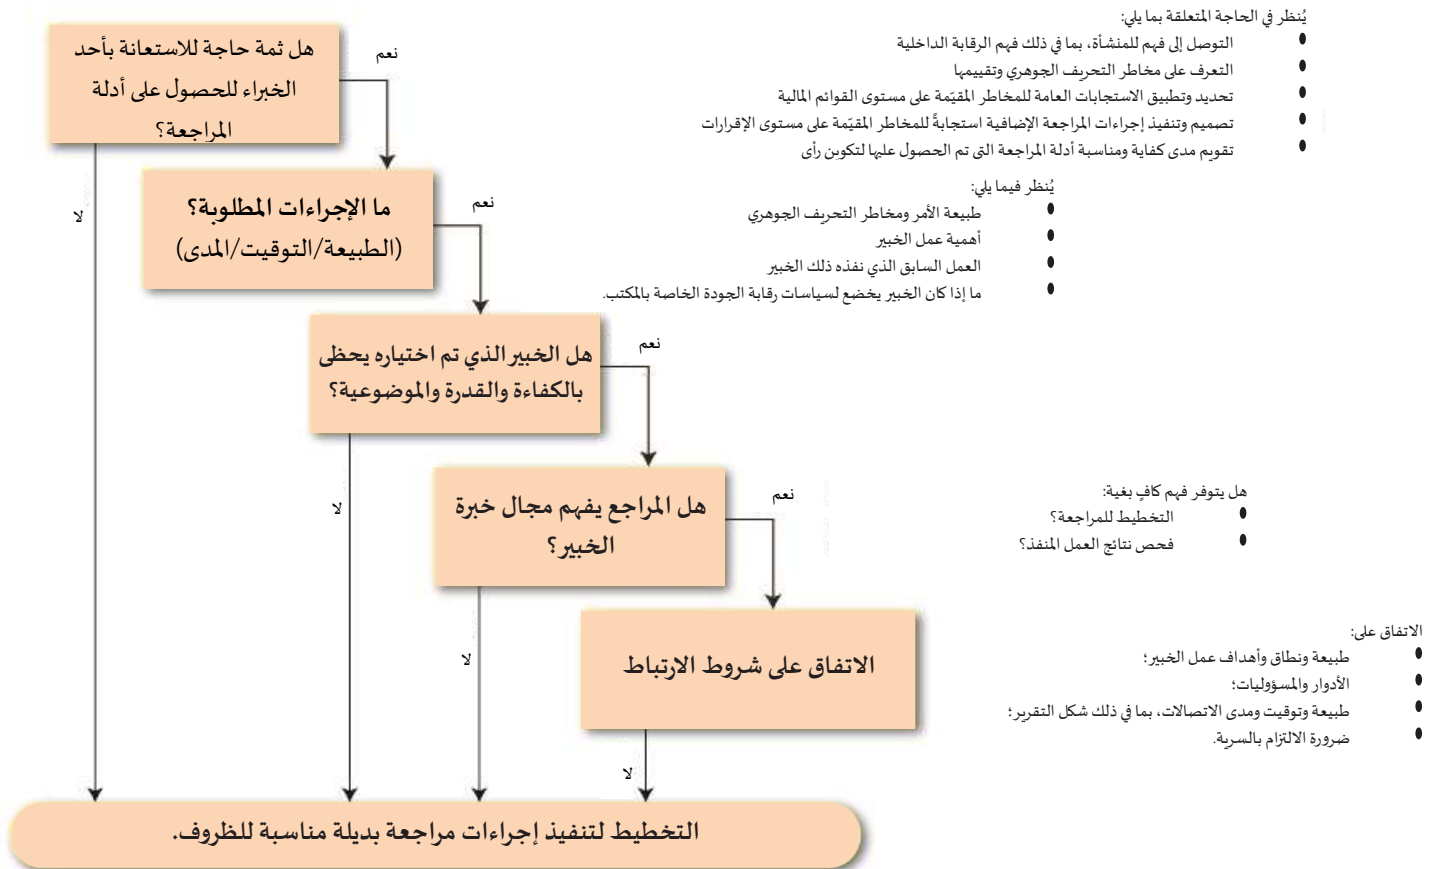 هل ثمة حاجة للاستعانة بأحد
الخبراء للحصول على أدلة
المراجعة؟
نعم
لا
يُنظر في الحاجة المتعلقة بما يلي:
التوصل إلى فهم للمنشأة، بما في ذلك فهم الرقابة الداخلية
التعرف على مخاطر التحريف الجوهري وتقييمها
تحديد وتطبيق الاستجابات العامة للمخاطر المقيّمة على مستوى القوائم المالية
تصميم وتنفيذ إجراءات المراجعة الإضافية استجابةً للمخاطر المقيّمة على مستوى الإقرارات
تقويم مدى كفاية ومناسبة أدلة المراجعة التي تم الحصول عليها لتكوين رأى
ما الإجراءات المطلوبة؟
(الطبيعة/التوقيت/المدى)
نعم
يُنظر فيما يلي:
طبيعة الأمر ومخاطر التحريف الجوهري
أهمية عمل الخبير
العمل السابق الذي نفذه ذلك الخبير
ما إذا كان الخبير يخضع لسياسات رقابة الجودة الخاصة بالمكتب.
هل الخبير الذي تم اختياره يحظى
بالكفاءة والقدرة والموضوعية؟
نعم
لا
هل المراجع يفهم مجال خبرة
الخبير؟
نعم
لا
هل يتوفر فهم كافٍ بغية:
التخطيط للمراجعة؟
فحص نتائج العمل المنفذ؟
الاتفاق على شروط الارتباط
لا
الاتفاق على:
طبيعة ونطاق وأهداف عمل الخبير؛
الأدوار والمسؤوليات؛
طبيعة وتوقيت ومدى الاتصالات، بما في ذلك شكل التقرير؛
ضرورة الالتزام بالسرية.
التخطيط لتنفيذ إجراءات مراجعة بديلة مناسبة للظروف.